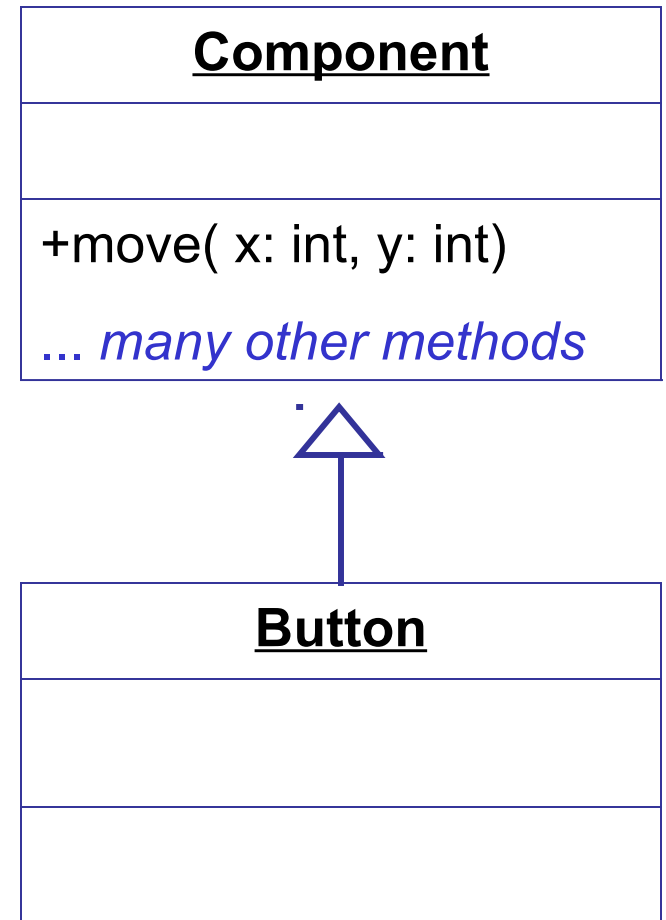 Component
+move( x: int, y: int)
... many other methods
Button